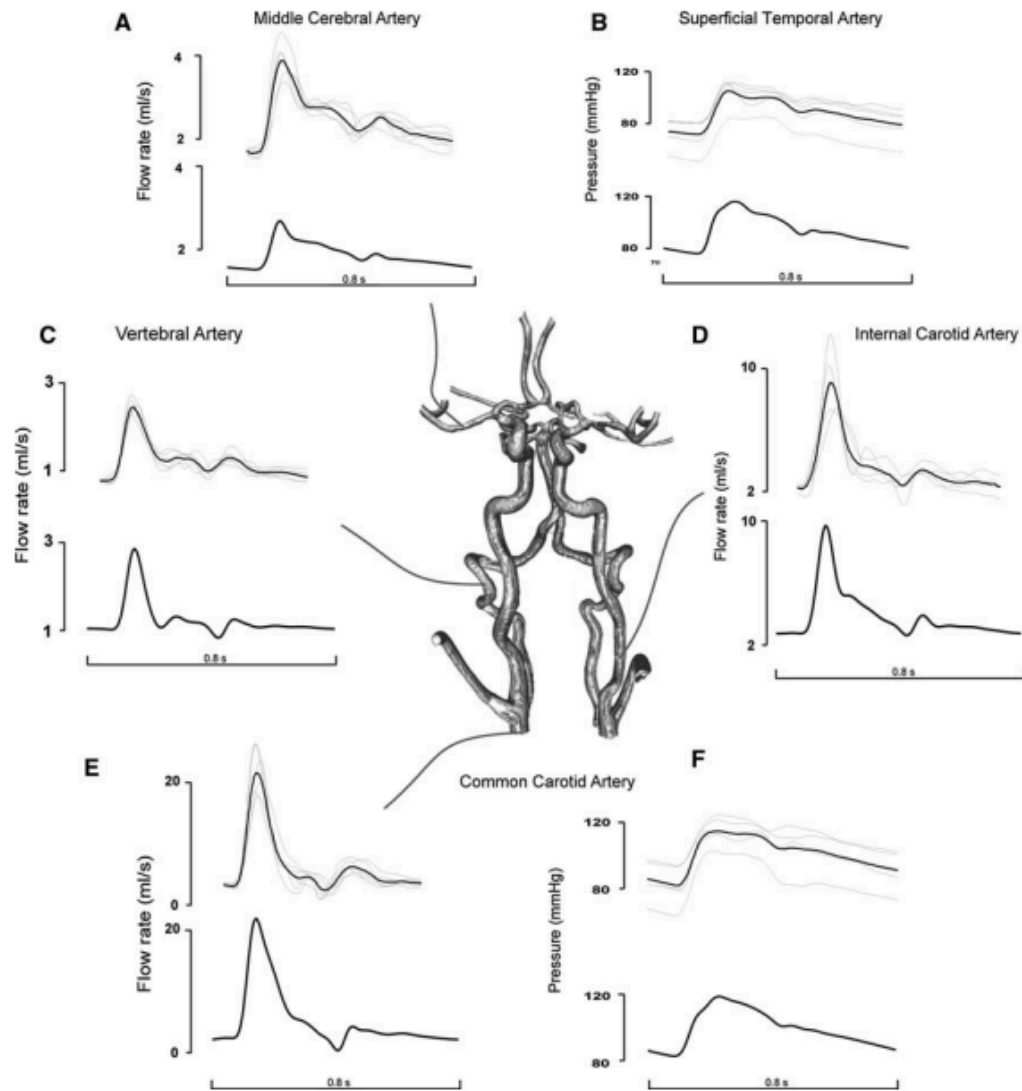 A Middle Cerebral Artery
Flow rate (ml/s)
4
2
4
2
0.8 s
B Superficial Temporal Artery
Pressure (mmHg)
120
80
120
80
70
0.8 s
C Vertebral Artery
Flow rate (ml/s)
3
1
3
1
0.8 s
Internal Carotid Artery D
Flow rate (ml/s)
10
2
10
2
0.8 s
E Common Carotid Artery F
Flow rate (ml/s)
20
0
20
0
0.8 s
Pressure (mmHg)
120
80
120
80
0.8 s